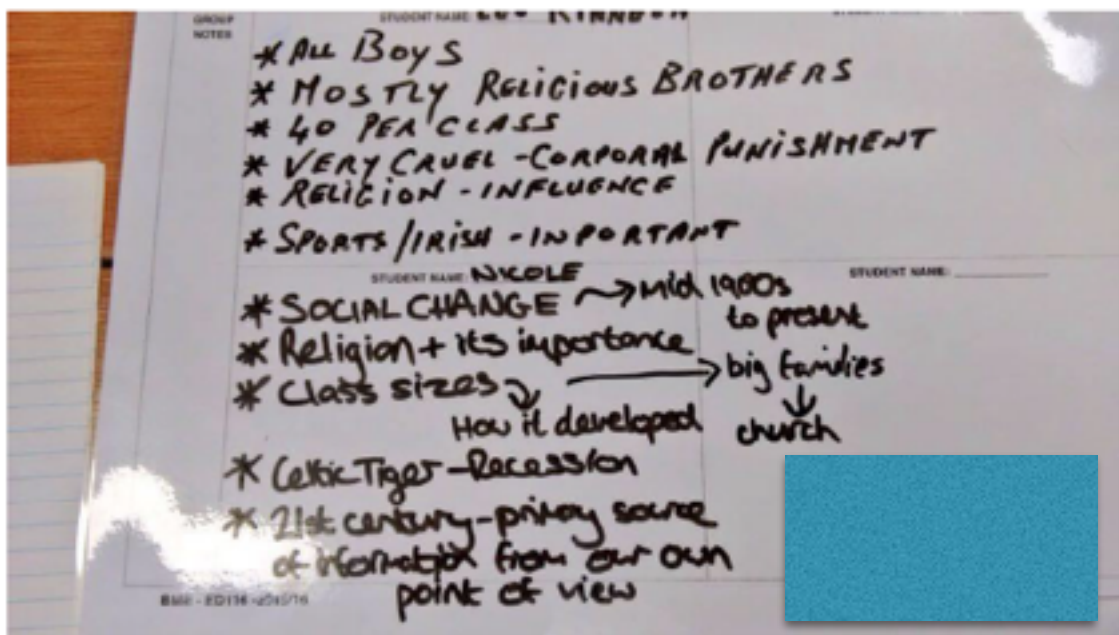 GROUP NOTES
STUDENT NAME:
* ALL BOYS
* MOSTLY RELIGIOUS BROTHERS
* 40 PER CLASS
* VERY CRUEL - CORPORAL PUNISHMENT
* RELIGION - INFLUENCE
* SPORTS / IRISH - INPORTANT
STUDENT NAME: NICOLE
STUDENT NAME:
* SOCIAL CHANGE → mid 1900s
to present
* Religion + its importance
* Class sizes → big families
How it developed
↓ church
* Celtic Tiger - Recession
* 21st century - primary source
of information from our own
point of view